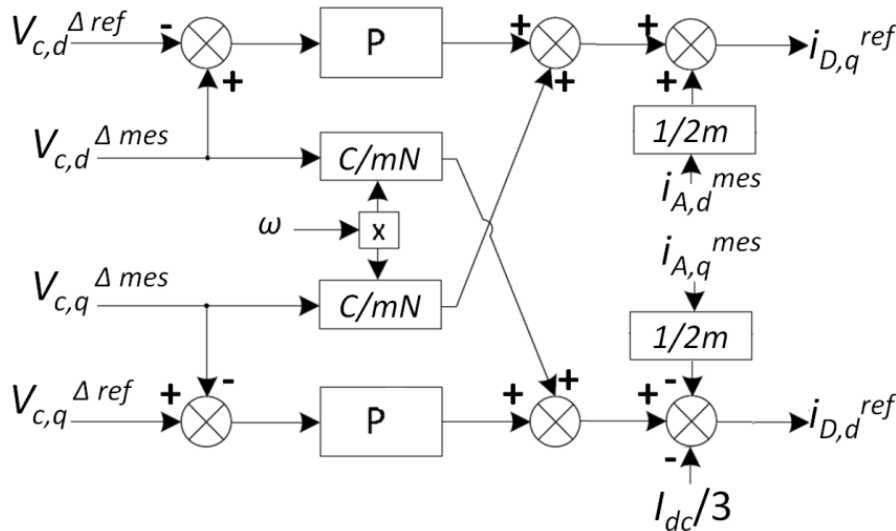 V_{c,d}^{Δ ref} - P + + i_{D,q}^{ref}
+ + +
1/2m
V_{c,d}^{Δ mes} C/mN
i_{A,d}^{mes}
ω x
i_{A,q}^{mes}
V_{c,q}^{Δ mes} C/mN
1/2m
- + -
V_{c,q}^{Δ ref} + P + + i_{D,d}^{ref}
-
I_{dc}/3